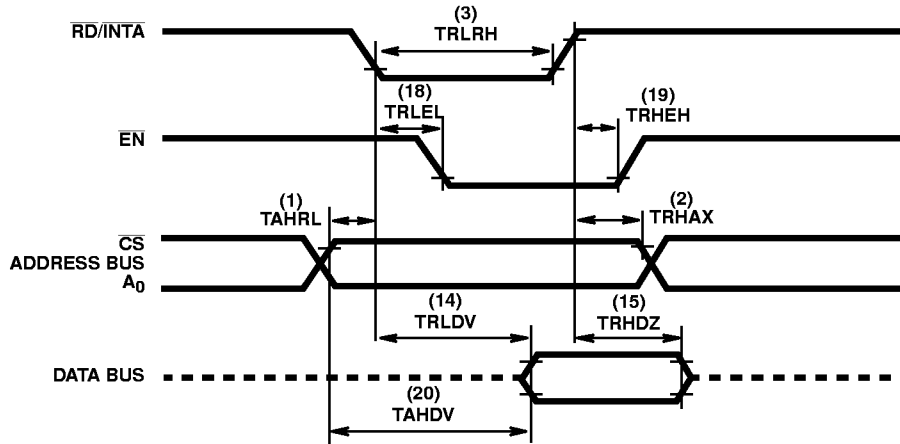 (3)
RD/INTA
TRLRH
(18)
TRLEL
(19)
TRHEH
EN
(1)
TAHRL
(2)
TRHAX
CS
ADDRESS BUS
A0
(14)
TRLDV
(15)
TRHDZ
DATA BUS
(20)
TAHDV